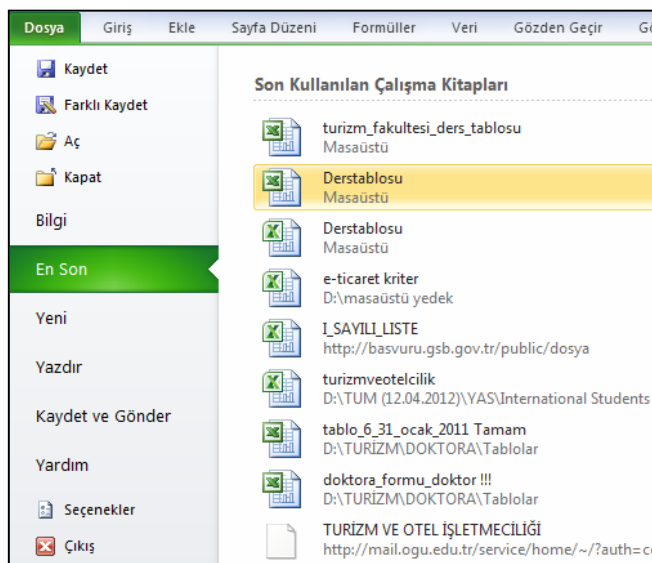 Dosya Giriş Ekle Sayfa Düzeni Formüller Veri Gözden Geçir
Kaydet
Farklı Kaydet
Aç
Kapat
Bilgi
En Son
Yeni
Yazdır
Kaydet ve Gönder
Yardım
Seçenekler
Çıkış
Son Kullanılan Çalışma Kitapları
turizm_fakultesi_ders_tablosu
Masaüstü
Derstablosu
Masaüstü
Derstablosu
Masaüstü
e-ticaret kriter
D:\masaüstü yedek
I_SAYILI_LISTE
http://basvuru.gsb.gov.tr/public/dosya
turizmveotelcilik
D:\TUM (12.04.2012)\YAS\International Students
tablo_6_31_ocak_2011 Tamam
D:\TURİZM\DOKTORA\Tablolar
doktora_formu_doktor !!!
D:\TURİZM\DOKTORA\Tablolar
TURİZM VE OTEL İŞLETMECİLİĞİ
http://mail.ogu.edu.tr/service/home/~/?auth=c